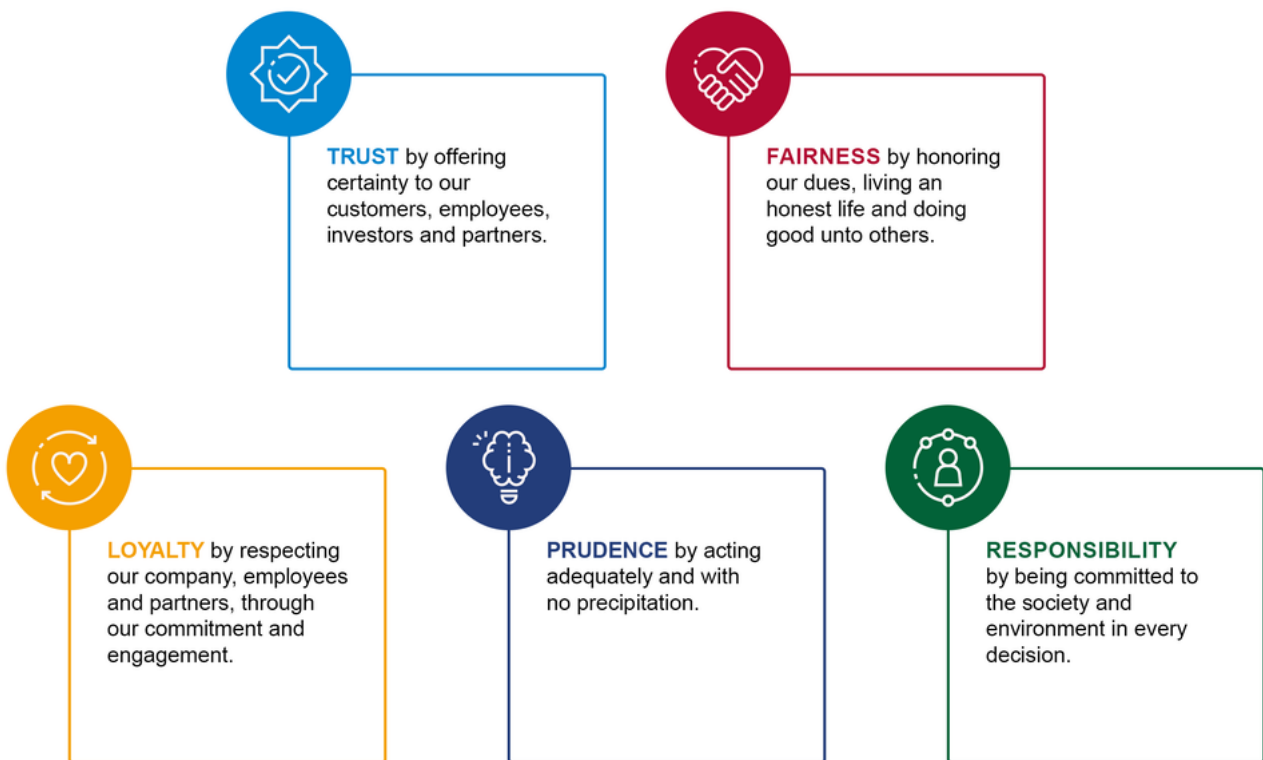 TRUST by offering
certainty to our
customers, employees,
investors and partners.
FAIRNESS by honoring
our dues, living an
honest life and doing
good unto others.
LOYALTY by respecting
our company, employees
and partners, through
our commitment and
engagement.
PRUDENCE by acting
adequately and with
no precipitation.
RESPONSIBILITY
by being committed to
the society and
environment in every
decision.